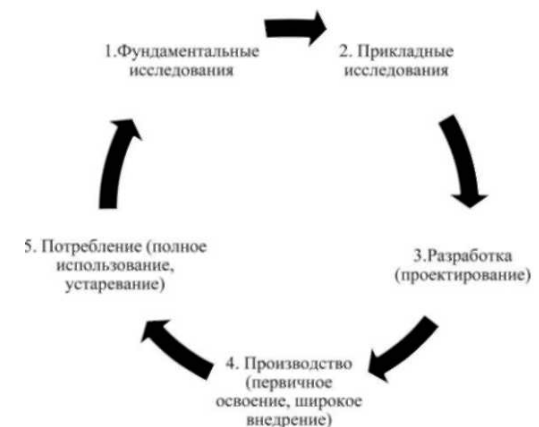 1.Фундаментальные
исследования
2. Прикладные
исследования
3.Разработка
(проектирование)
4. Производство
(первичное
освоение, широкое
внедрение)
5. Потребление (полное
использование,
устаревание)